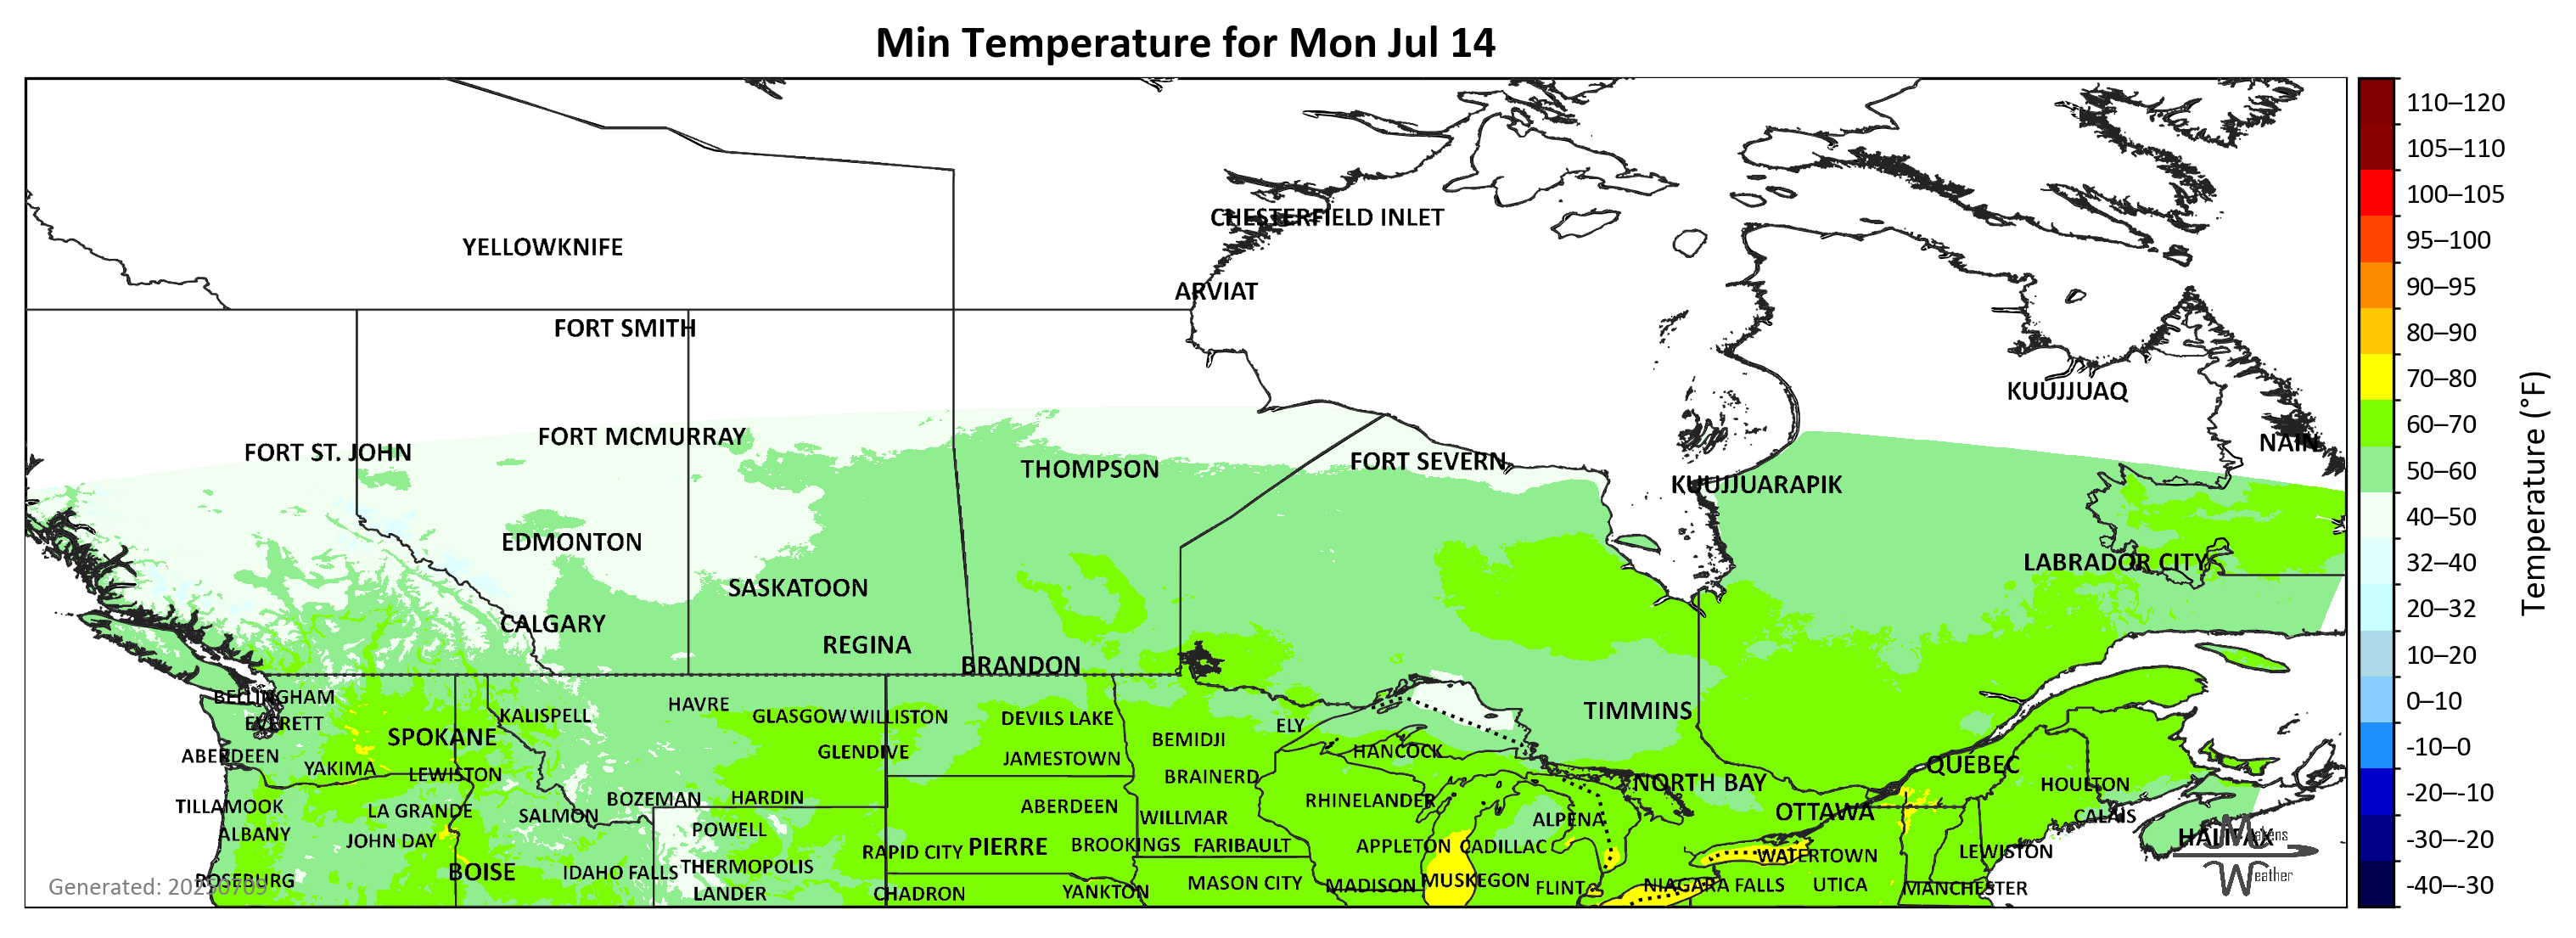 Min Temperature for Mon Jul 14
CHESTERFIELD INLET
YELLOWKNIFE
ARVIAT
FORT SMITH
KUUJJUAQ
FORT MCMURRAY
NAIN
FORT ST. JOHN
FORT SEVERN
THOMPSON
KUUJJUARAPIK
EDMONTON
LABRADOR CITY
SASKATOON
CALGARY
REGINA
BRANDON
BELLINGHAM
HAVRE
TIMMINS
KALISPELL
GLASGOW
WILLISTON
DEVILS LAKE
EVERETT
ELY
SPOKANE
BEMIDJI
HANCOCK
GLENDIVE
ABERDEEN
JAMESTOWN
QUÉBEC
YAKIMA
LEWISTON
BRAINERD
NORTH BAY
HOULTON
BOZEMAN
HARDIN
RHINELANDER
TILLAMOOK
ABERDEEN
LA GRANDE
SALMON
WILLMAR
OTTAWA
CALAIS
ALPENA
POWELL
ALBANY
JOHN DAY
HALIFAX
PIERRE
BROOKINGS
FARIBAULT
APPLETON
CADILLAC
RAPID CITY
LEWISTON
WATERTOWN
THERMOPOLIS
BOISE
IDAHO FALLS
ROSEBURG
MUSKEGON
MASON CITY
MADISON
FLINT
NIAGARA FALLS
UTICA
MANCHESTER
LANDER
CHADRON
YANKTON
Generated: 20250709
Matens
Weather
110–120
105–110
100–105
95–100
90–95
80–90
70–80
60–70
50–60
40–50
32–40
20–32
10–20
0–10
-10–0
-20–-10
-30–-20
-40–-30
Temperature (°F)